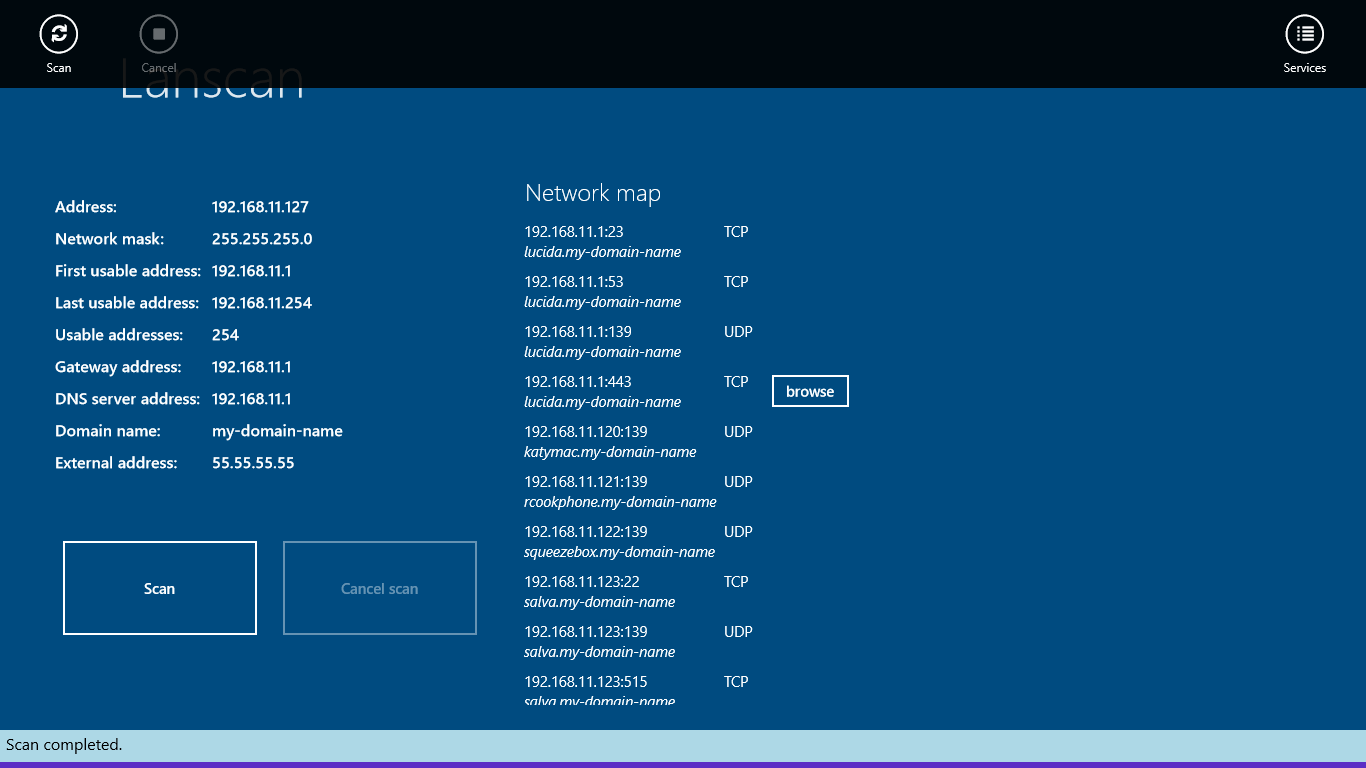 Scan
Cancel
Services
Lanscan
Address: 192.168.11.127
Network mask: 255.255.255.0
First usable address: 192.168.11.1
Last usable address: 192.168.11.254
Usable addresses: 254
Gateway address: 192.168.11.1
DNS server address: 192.168.11.1
Domain name: my-domain-name
External address: 55.55.55.55
Scan
Cancel scan
Network map
192.168.11.1:23 TCP
lucida.my-domain-name
192.168.11.1:53 TCP
lucida.my-domain-name
192.168.11.1:139 UDP
lucida.my-domain-name
192.168.11.1:443 TCP browse
lucida.my-domain-name
192.168.11.120:139 UDP
katymac.my-domain-name
192.168.11.121:139 UDP
rcookphone.my-domain-name
192.168.11.122:139 UDP
squeezebox.my-domain-name
192.168.11.123:22 TCP
salva.my-domain-name
192.168.11.123:139 UDP
salva.my-domain-name
192.168.11.123:515 TCP
salva.my-domain-name
Scan completed.